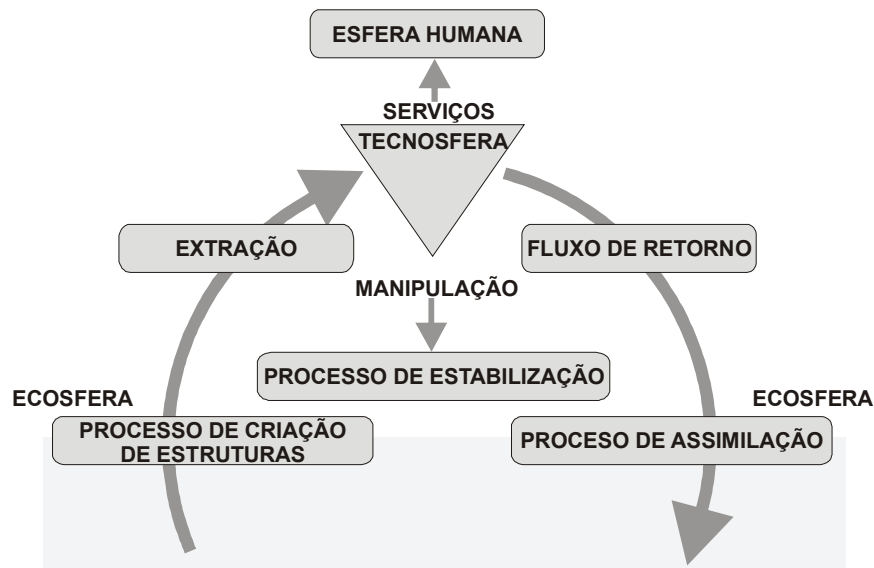 ESFERA HUMANA
SERVIÇOS
TECNOSFERA
EXTRAÇÃO
FLUXO DE RETORNO
MANIPULAÇÃO
PROCESSO DE ESTABILIZAÇÃO
ECOSFERA
ECOSFERA
PROCESSO DE CRIAÇÃO
DE ESTRUTURAS
PROCESO DE ASSIMILAÇÃO